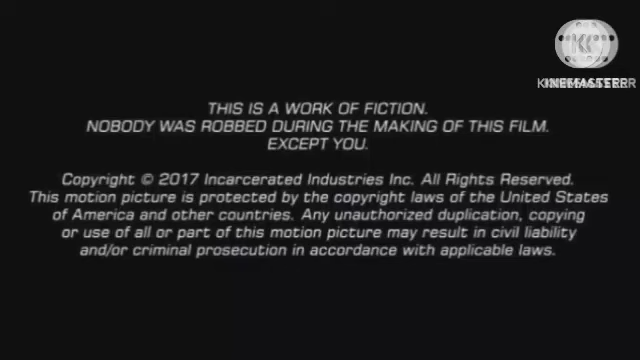 KINEMASTER
THIS IS A WORK OF FICTION.
NOBODY WAS ROBBED DURING THE MAKING OF THIS FILM.
EXCEPT YOU.
Copyright © 2017 Incarcerated Industries Inc. All Rights Reserved.
This motion picture is protected by the copyright laws of the United States
of America and other countries. Any unauthorized duplication, copying
or use of all or part of this motion picture may result in civil liability
and/or criminal prosecution in accordance with applicable laws.